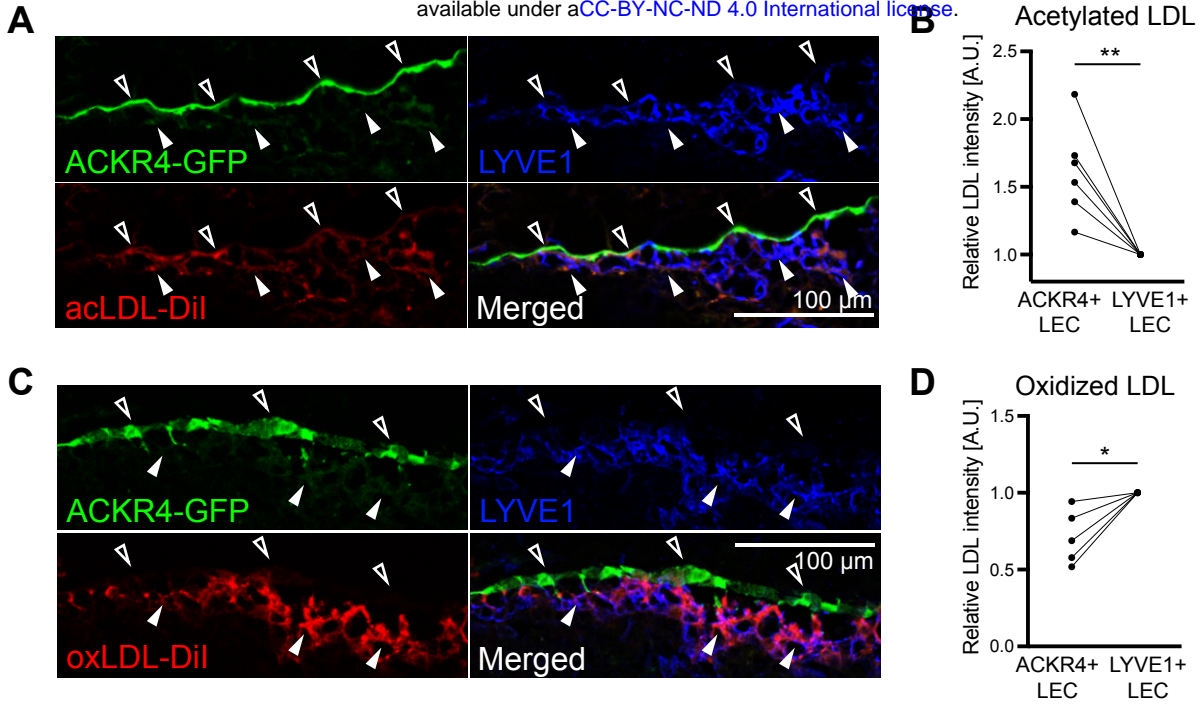 available under aCC-BY-NC-ND 4.0 International license.
A
ACKR4-GFP
LYVE1
acLDL-DiI
Merged
100 µm
B
Acetylated LDL
Relative LDL intensity [A.U.]
2.5
2.0
1.5
1.0
**
ACKR4+
LEC
LYVE1+
LEC
C
ACKR4-GFP
LYVE1
oxLDL-DiI
Merged
100 µm
D
Oxidized LDL
Relative LDL intensity [A.U.]
1.5
1.0
0.5
0.0
*
ACKR4+
LEC
LYVE1+
LEC